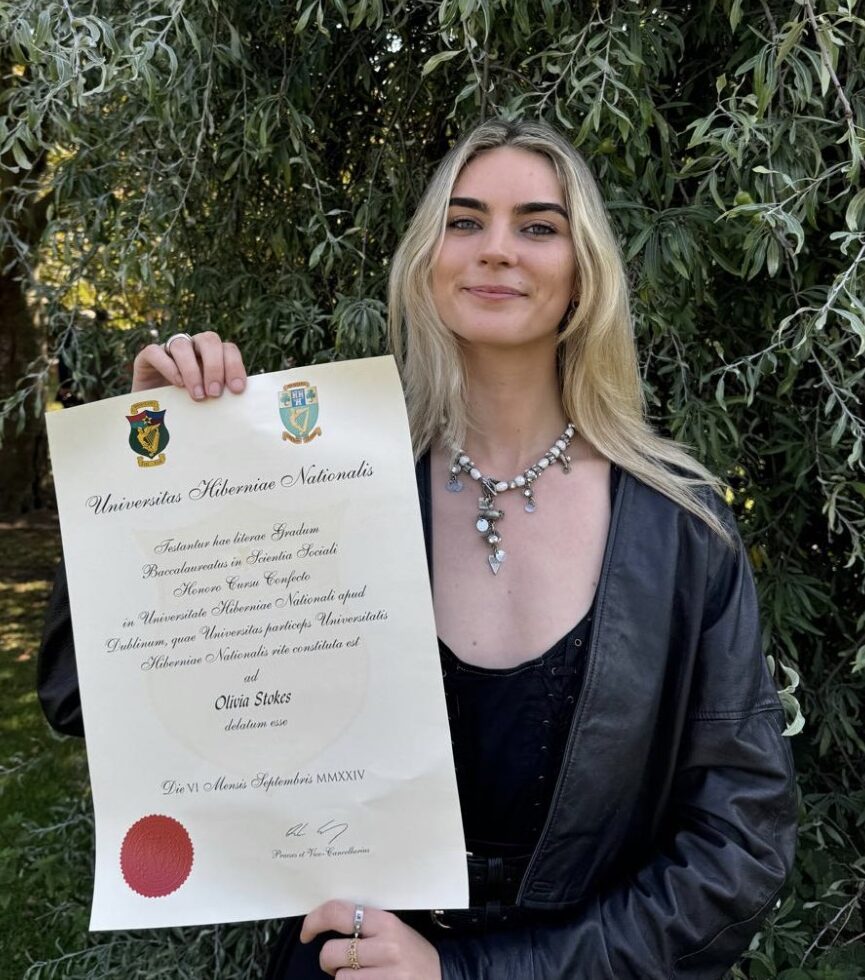 Universitas Hiberniae Nationalis
Testantur hae literae Gradum
Baccalaureatus in Scientia Sociali
Honoro Cursu Confecto
in Universitate Hiberniae Nationali apud
Dublinum, quae Universitas particeps Universitatis
Hiberniae Nationalis rite constituta est
ad
Olivia Stokes
delatum esse
Die VI Mensis Septembris MMXXIV
Praeses et Vice-Cancellarius